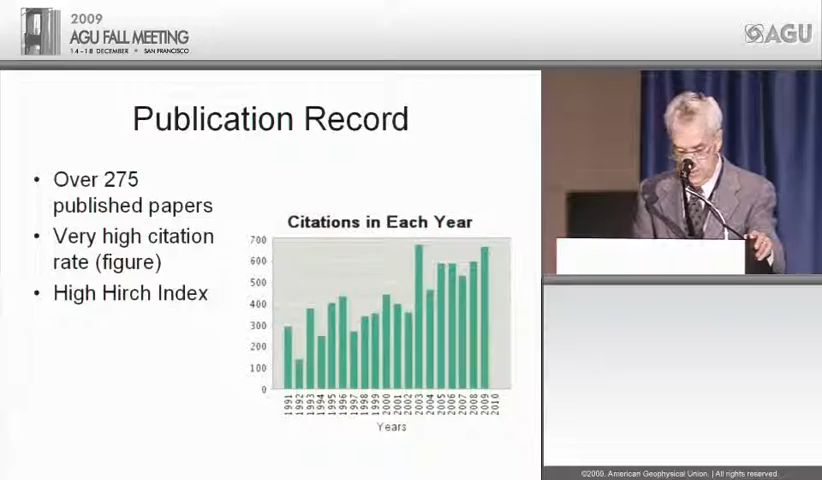 2009
AGU FALL MEETING
14-18 DECEMBER • SAN FRANCISCO
AGU
Publication Record
• Over 275
published papers
• Very high citation
rate (figure)
• High Hirch Index
Citations in Each Year
700
600
500
400
300
200
100
0
1991
1992
1993
1994
1995
1996
1997
1998
1999
2000
2001
2002
2003
2004
2005
2006
2007
2008
2009
2010
Years
©2009. American Geophysical Union. | All rights reserved.